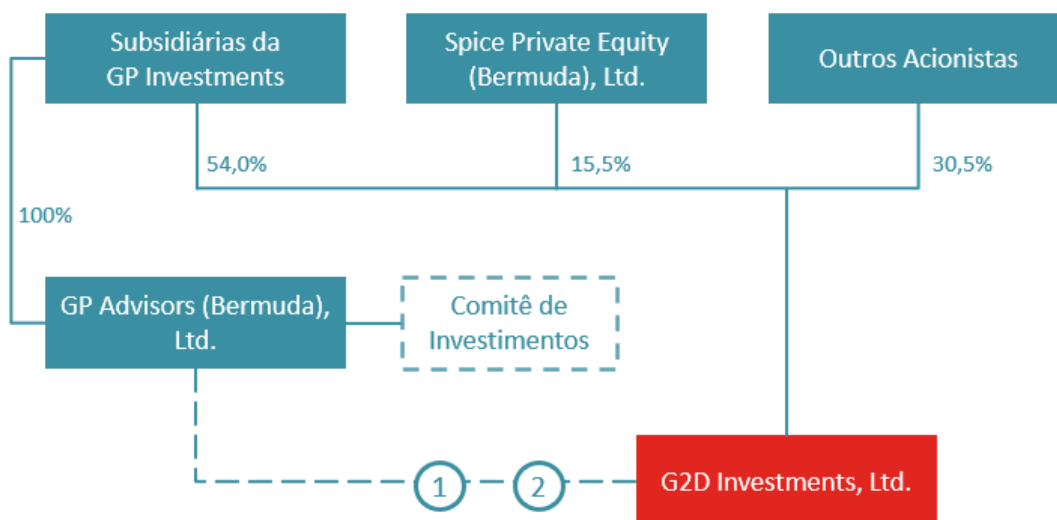 Subsidiárias da
GP Investments
Spice Private Equity
(Bermuda), Ltd.
Outros Acionistas
54,0%
15,5%
30,5%
100%
GP Advisors (Bermuda),
Ltd.
Comitê de
Investimentos
1
2
G2D Investments, Ltd.